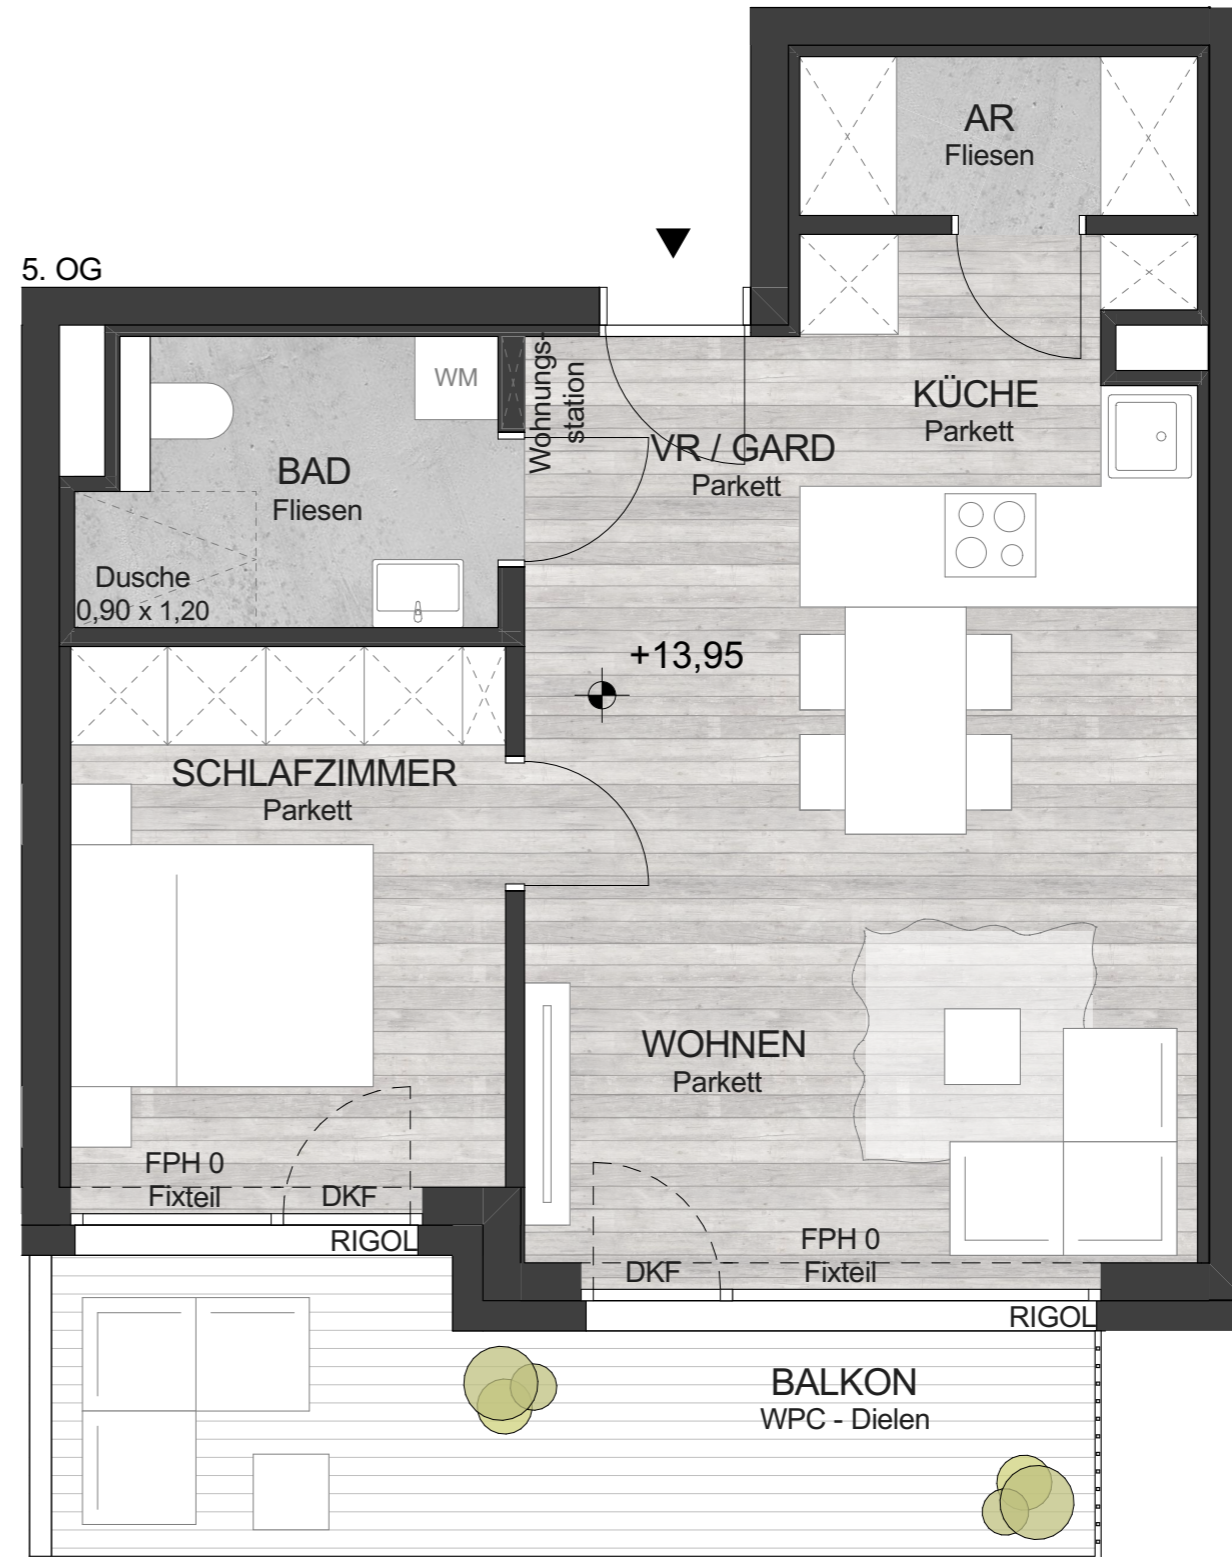 AR
Fliesen
5. OG
Wohnungs-
station
WM
KÜCHE
Parkett
VR / GARD
Parkett
BAD
Fliesen
Dusche
0,90 x 1,20
+13,95
SCHLAFZIMMER
Parkett
WOHNEN
Parkett
FPH 0
Fixteil
DKF
RIGOL
FPH 0
Fixteil
DKF
RIGOL
BALKON
WPC - Dielen